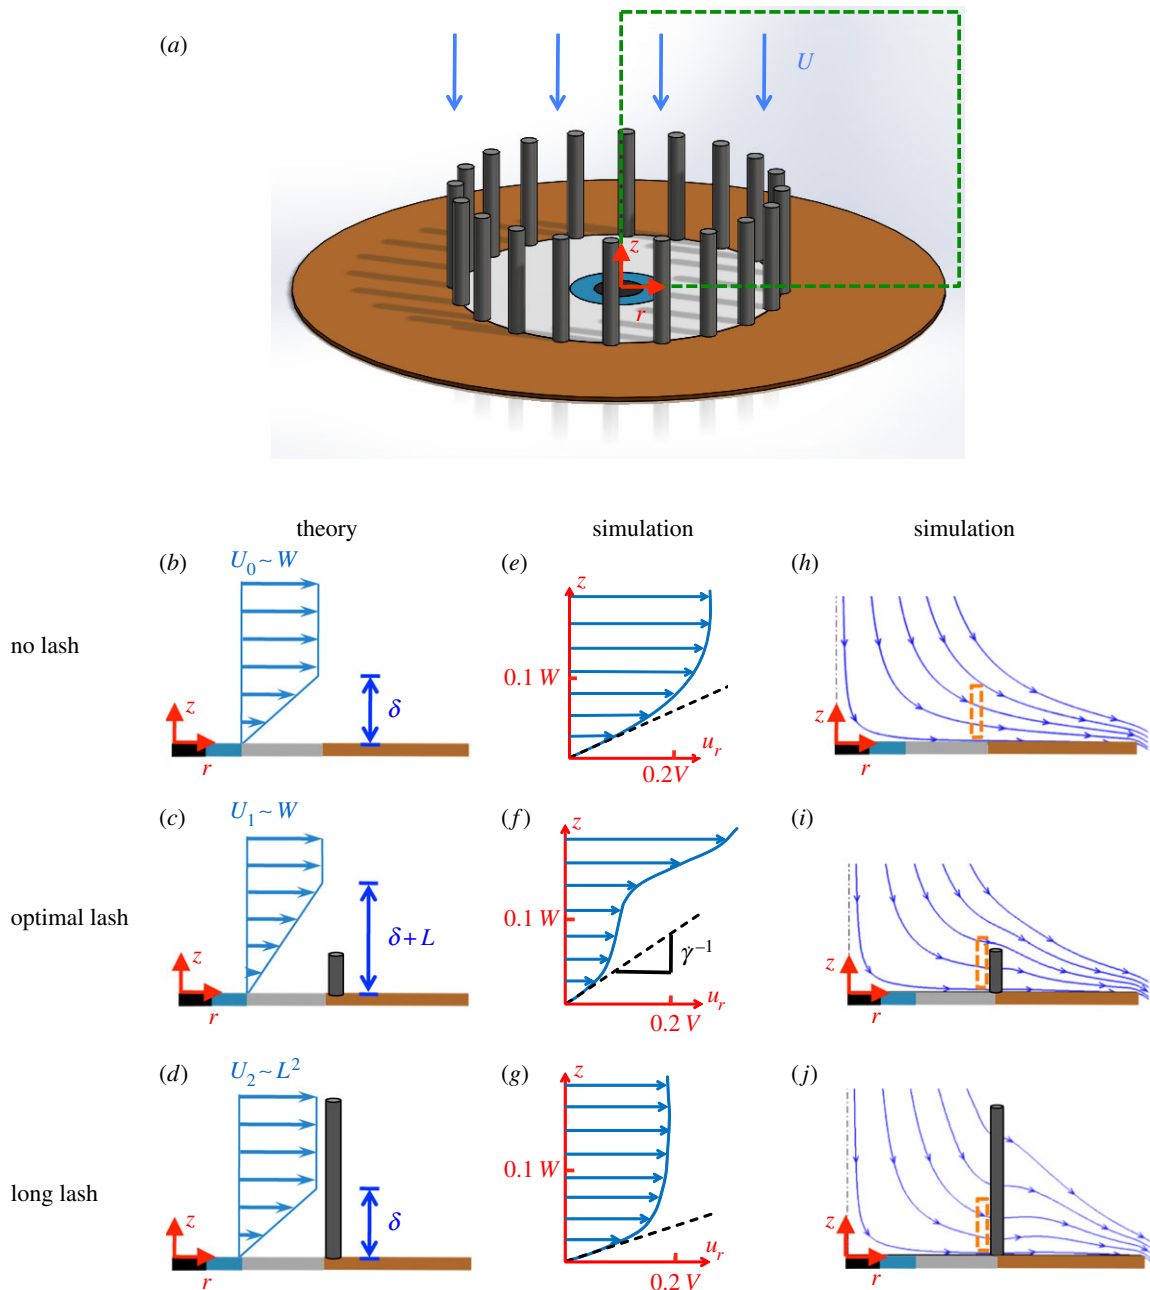 (a)
U
z
r
theory simulation simulation
(b) (e) (h)
U₀ ~ W
z
no lash
0.1 W
δ
z
z
r
u_r
0.2V
r
(c) (f) (i)
U₁ ~ W
z
optimal lash
0.1 W
δ + L
γ̇⁻¹
z
z
r
u_r
0.2 V
r
(d) (g) (j)
U₂ ~ L²
z
0.1 W
long lash
δ
z
z
u_r
r
0.2 V
r